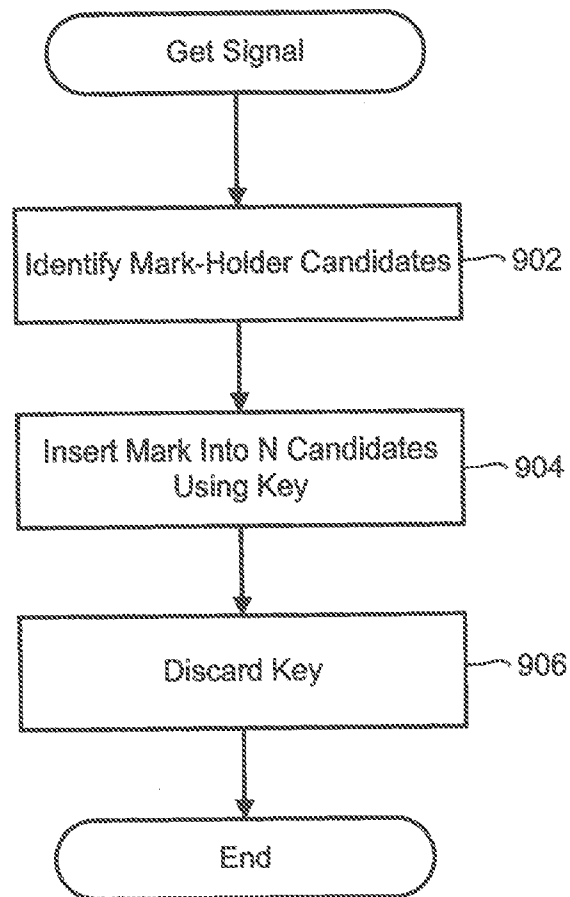 Get Signal
Identify Mark-Holder Candidates
902
Insert Mark Into N Candidates
Using Key
904
Discard Key
906
End